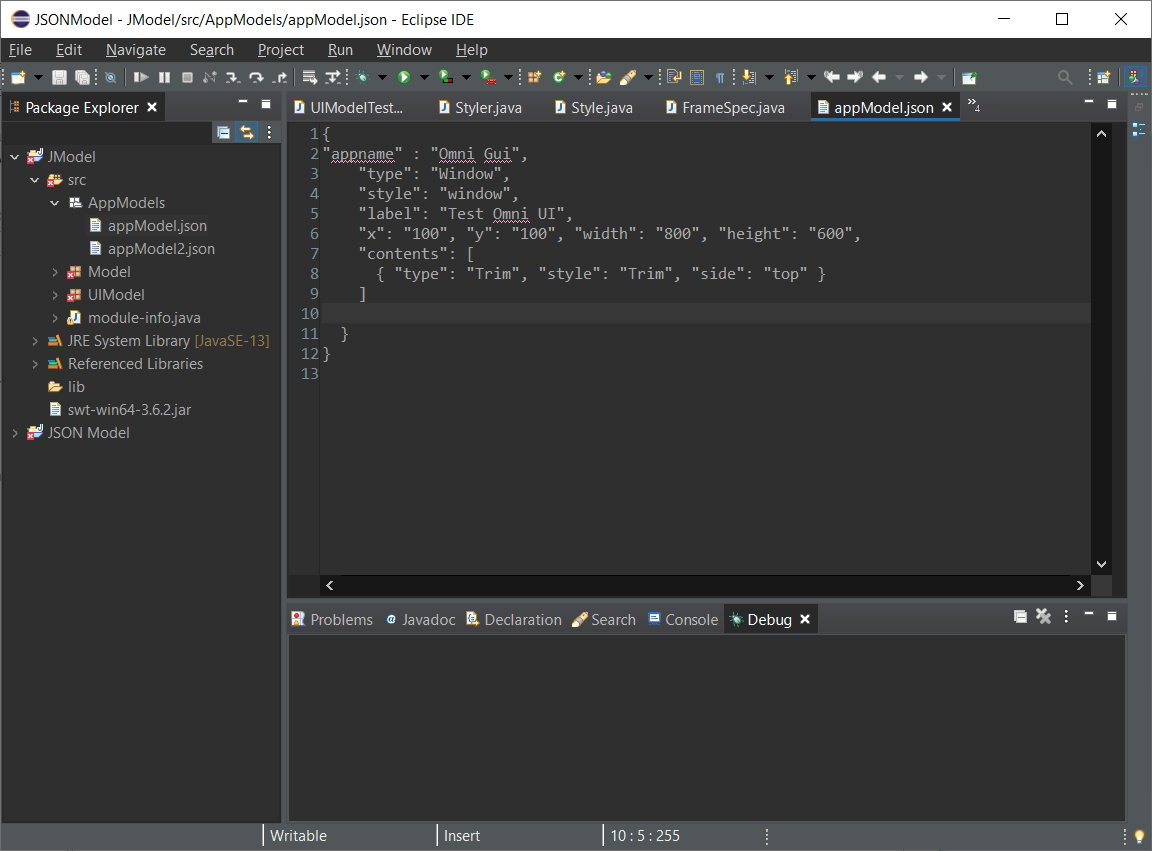 JSONModel - JModel/src/AppModels/appModel.json - Eclipse IDE
File Edit Navigate Search Project Run Window Help
Package Explorer
UIModelTest... Styler.java Style.java FrameSpec.java appModel.json »4
JModel
src
AppModels
appModel.json
appModel2.json
Model
UIModel
module-info.java
JRE System Library [JavaSE-13]
Referenced Libraries
lib
swt-win64-3.6.2.jar
JSON Model
1 {
2 "appname" : "Omni Gui",
3 "type": "Window",
4 "style": "window",
5 "label": "Test Omni UI",
6 "x": "100", "y": "100", "width": "800", "height": "600",
7 "contents": [
8 { "type": "Trim", "style": "Trim", "side": "top" }
9 ]
10
11 }
12 }
13
Problems Javadoc Declaration Search Console Debug
Writable Insert 10 : 5 : 255